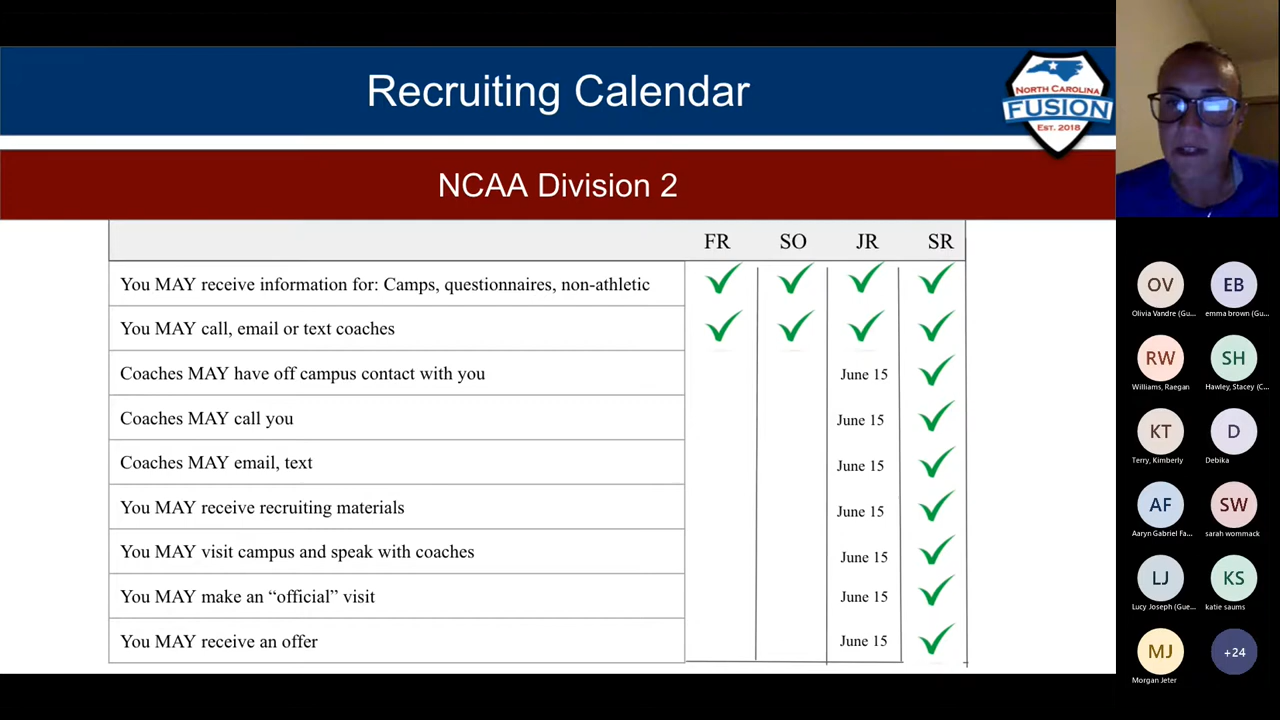 Recruiting Calendar
NORTH CAROLINA
FUSION
EST. 2018
NCAA Division 2
FR SO JR SR
You MAY receive information for: Camps, questionnaires, non-athletic
You MAY call, email or text coaches
Coaches MAY have off campus contact with you June 15
Coaches MAY call you June 15
Coaches MAY email, text June 15
You MAY receive recruiting materials June 15
You MAY visit campus and speak with coaches June 15
You MAY make an “official” visit June 15
You MAY receive an offer June 15
OV EB
Olivia Vandre (Gu... emma brown (Gu...
RW SH
Williams, Raegan Hawley, Stacey (C...
KT D
Terry, Kimberly Debika
AF SW
Aaryn Gabriel Fa... sarah wommack
LJ KS
Lucy Joseph (Gue... katie saums
MJ +24
Morgan Jeter